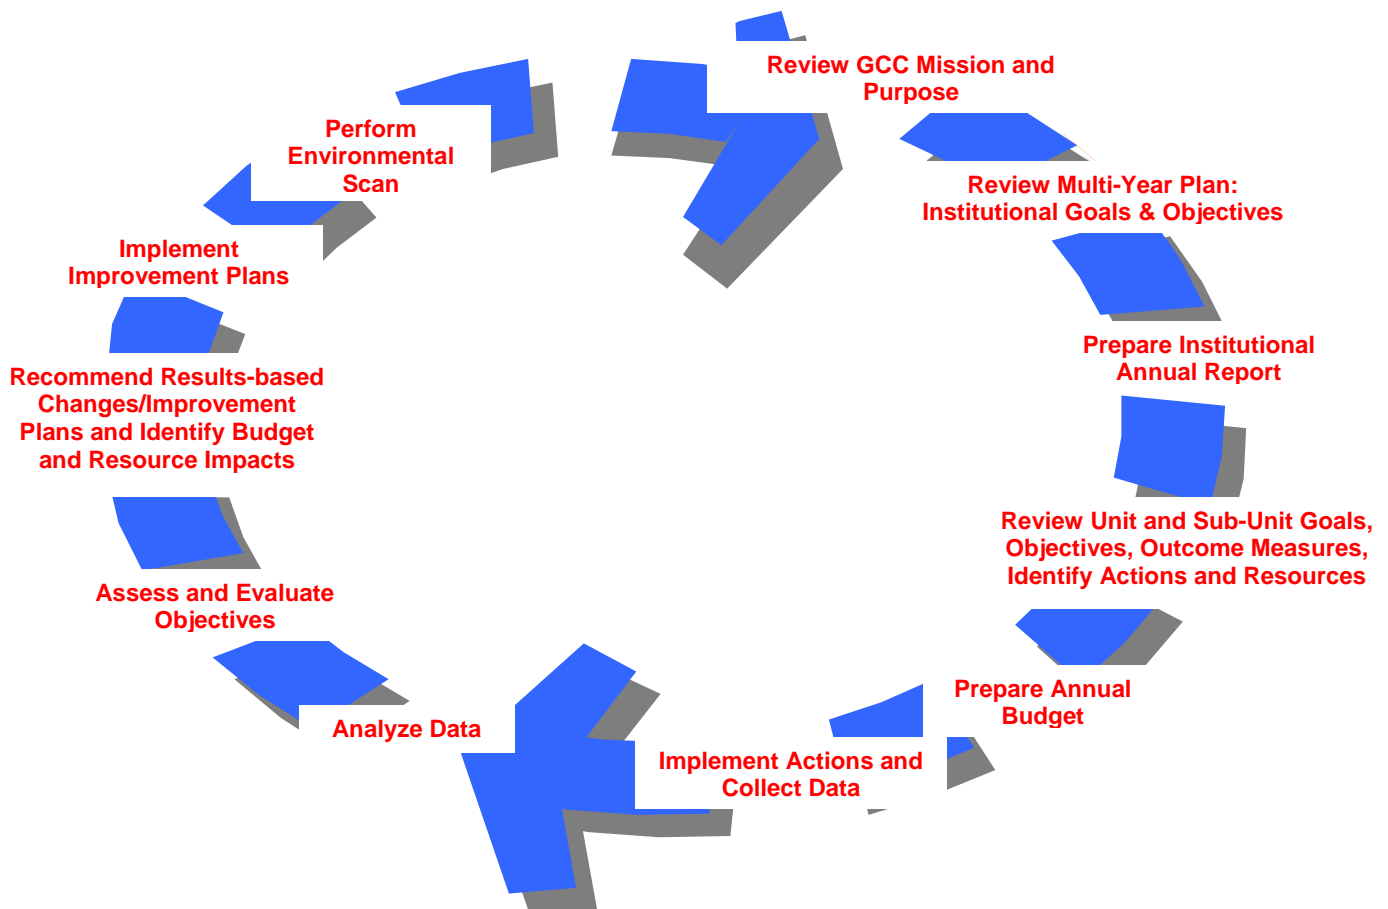 Review GCC Mission and
Purpose
Review Multi-Year Plan:
Institutional Goals & Objectives
Prepare Institutional
Annual Report
Review Unit and Sub-Unit Goals,
Objectives, Outcome Measures,
Identify Actions and Resources
Prepare Annual
Budget
Implement Actions and
Collect Data
Analyze Data
Assess and Evaluate
Objectives
Recommend Results-based
Changes/Improvement
Plans and Identify Budget
and Resource Impacts
Implement
Improvement Plans
Perform
Environmental
Scan